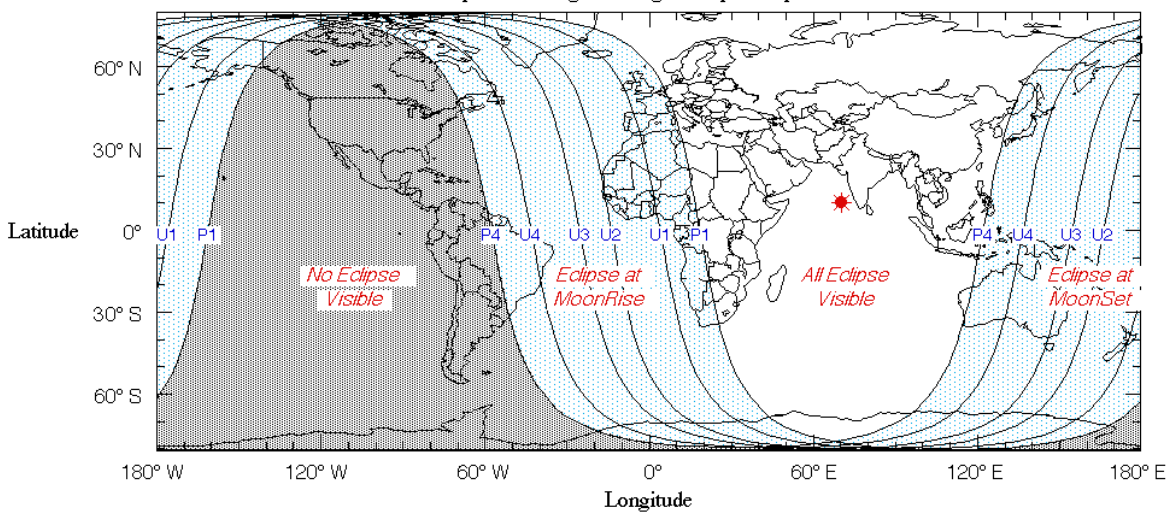 60° N
30° N
Latitude
0°
U1 P1 P4 U4 U3 U2 U1 P1 P4 U4 U3 U2
No Eclipse
Visible
Eclipse at
MoonRise
All Eclipse
Visible
Eclipse at
MoonSet
30° S
60° S
180° W 120° W 60° W 0° 60° E 120° E 180° E
Longitude